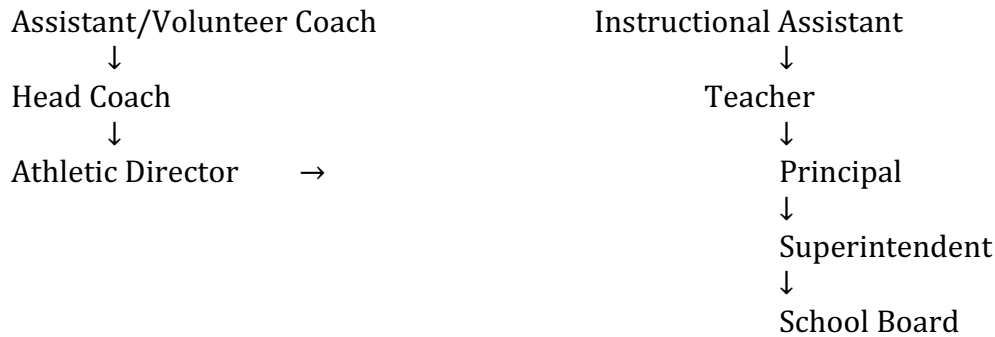 Assistant/Volunteer Coach Instructional Assistant
↓ ↓
Head Coach Teacher
↓ ↓
Athletic Director → Principal
↓
Superintendent
↓
School Board